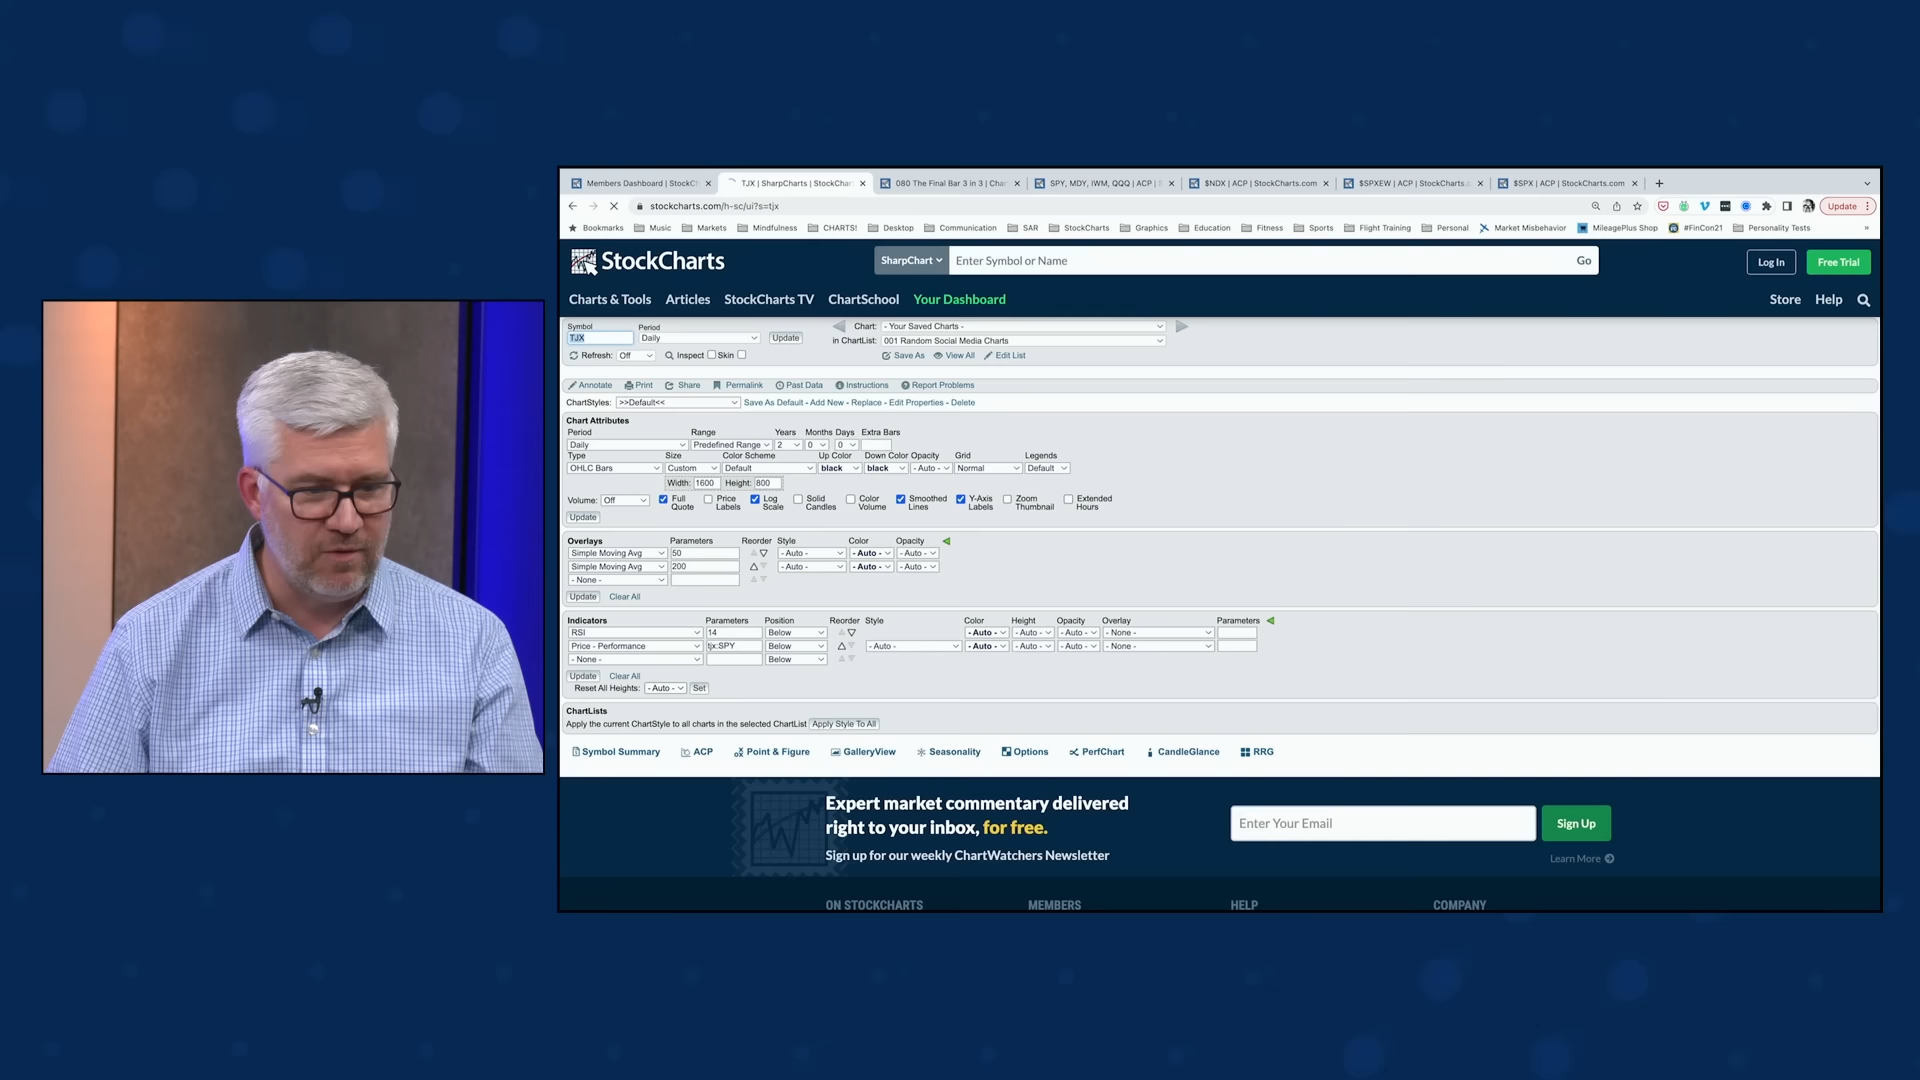 Members Dashboard | StockC
TJX | SharpCharts | StockChar
080 The Final Bar 3 in 3 | Char
SPY, MDY, IWM, QQQ | ACP | S
$NDX | ACP | StockCharts.com
$SPXEW | ACP | StockCharts.c
$SPX | ACP | StockCharts.com
stockcharts.com/h-sc/ui?s=tjx
Update
Bookmarks Music Markets Mindfulness CHARTS! Desktop Communication SAR StockCharts Graphics Education Fitness Sports Flight Training Personal Market Misbehavior MileagePlus Shop #FinCon21 Personality Tests »
StockCharts
SharpChart
Enter Symbol or Name
Go
Log In
Free Trial
Charts & Tools Articles StockCharts TV ChartSchool Your Dashboard
Store Help
Symbol Period
TJX Daily Update
Chart: - Your Saved Charts -
in ChartList: 001 Random Social Media Charts
Refresh: Off Inspect Skin
Save As View All Edit List
Annotate Print Share Permalink Past Data Instructions Report Problems
ChartStyles: >>Default<< Save As Default - Add New - Replace - Edit Properties - Delete
Chart Attributes
Period Range Years Months Days Extra Bars
Daily Predefined Range 2 0 0
Type Size Color Scheme Up Color Down Color Opacity Grid Legends
OHLC Bars Custom Default black black - Auto - Normal Default
Width: 1600 Height: 800
Volume: Off
Full Quote
Price Labels
Log Scale
Solid Candles
Color Volume
Smoothed Lines
Y-Axis Labels
Zoom Thumbnail
Extended Hours
Update
Overlays Parameters Reorder Style Color Opacity
Simple Moving Avg 50 - Auto - - Auto - - Auto -
Simple Moving Avg 200 - Auto - - Auto - - Auto -
- None -
Update Clear All
Indicators Parameters Position Reorder Style Color Height Opacity Overlay Parameters
RSI 14 Below - Auto - - Auto - - Auto - - None -
Price - Performance tjx:SPY Below - Auto - - Auto - - Auto - - Auto - - None -
- None - Below
Update Clear All
Reset All Heights: - Auto - Set
ChartLists
Apply the current ChartStyle to all charts in the selected ChartList Apply Style To All
Symbol Summary ACP Point & Figure GalleryView Seasonality Options PerfChart CandleGlance RRG
Expert market commentary delivered
right to your inbox, for free.
Sign up for our weekly ChartWatchers Newsletter
Enter Your Email
Sign Up
Learn More
ON STOCKCHARTS MEMBERS HELP COMPANY